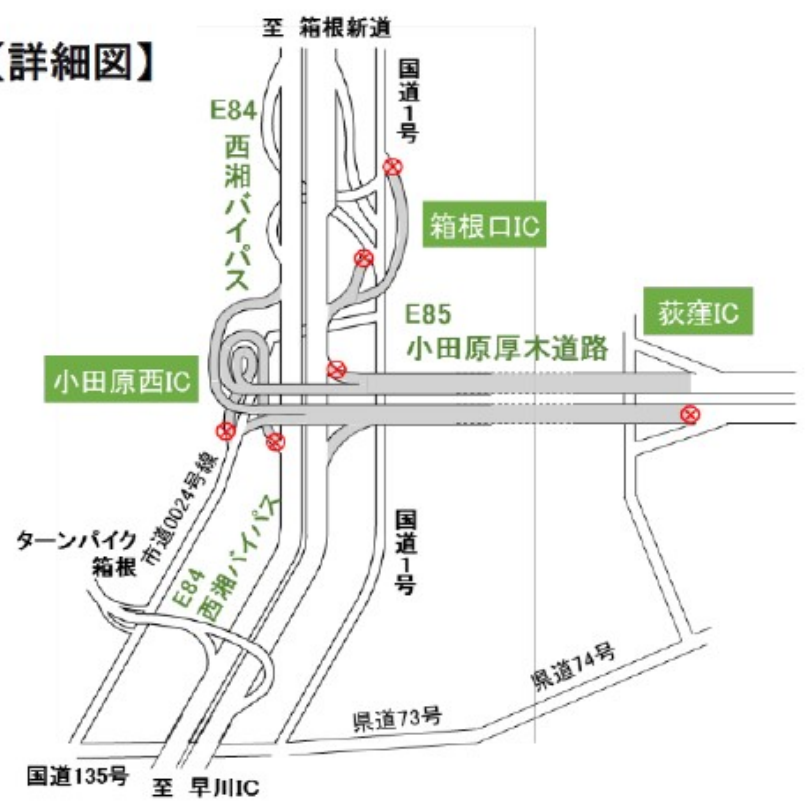 至 箱根新道
【詳細図】
国道1号
E84
西湘バイパス
箱根口IC
荻窪IC
E85
小田原厚木道路
小田原西IC
市道0024号線
ターンパイク
箱根
E84
西湘バイパス
国道1号
県道74号
県道73号
国道135号
至 早川IC